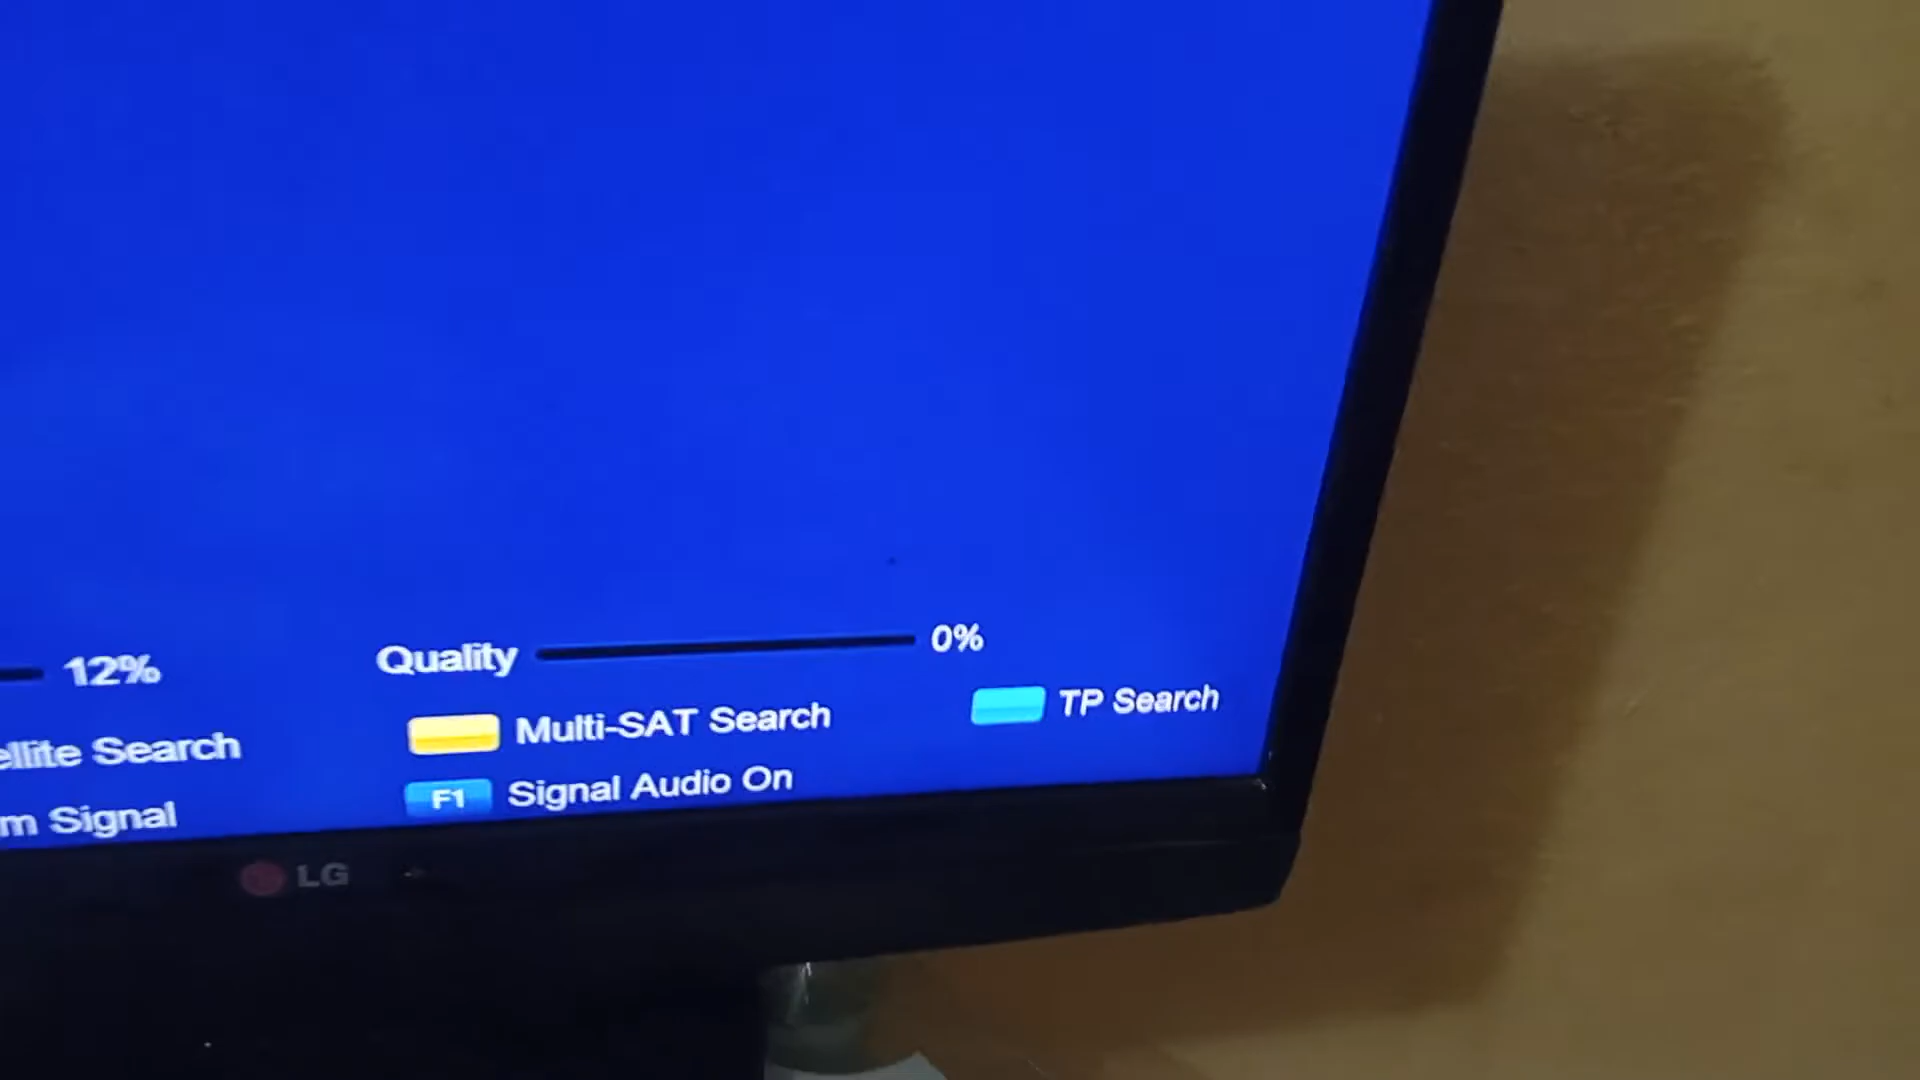 12%
Quality 0%
ellite Search
Multi-SAT Search
TP Search
m Signal
F1 Signal Audio On
LG